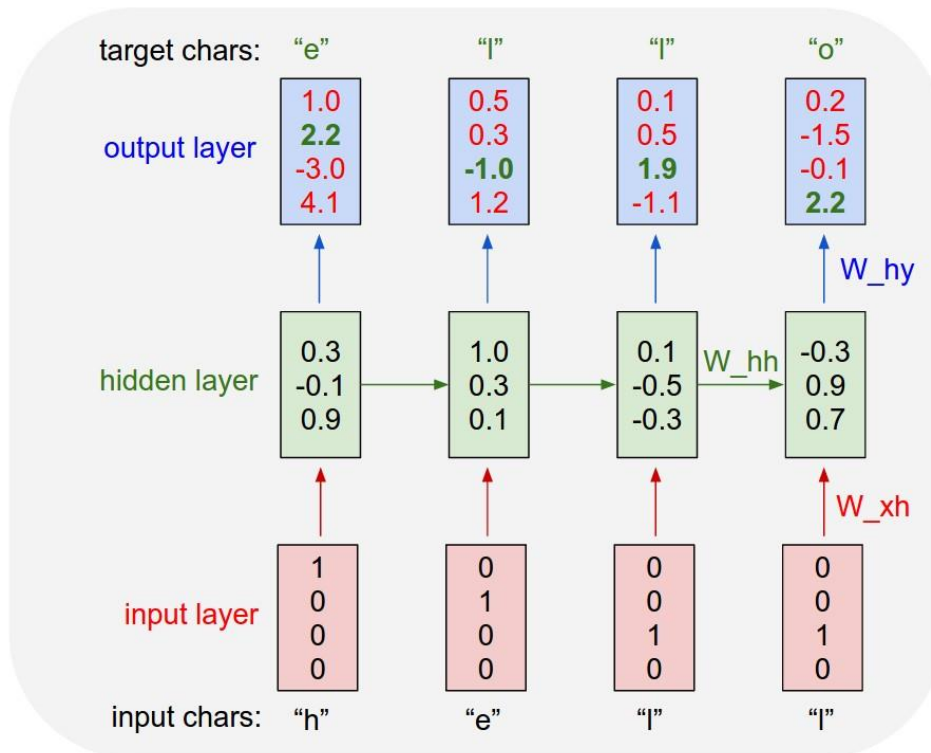 target chars: “e” “l” “l” “o”
1.0 0.5 0.1 0.2
2.2 0.3 0.5 -1.5
output layer
-3.0 -1.0 1.9 -0.1
4.1 1.2 -1.1 2.2
W_hy
0.3 1.0 0.1 -0.3
W_hh
hidden layer -0.1 0.3 -0.5 0.9
0.9 0.1 -0.3 0.7
W_xh
1 0 0 0
0 1 0 0
input layer
0 0 1 1
0 0 0 0
input chars: “h” “e” “l” “l”